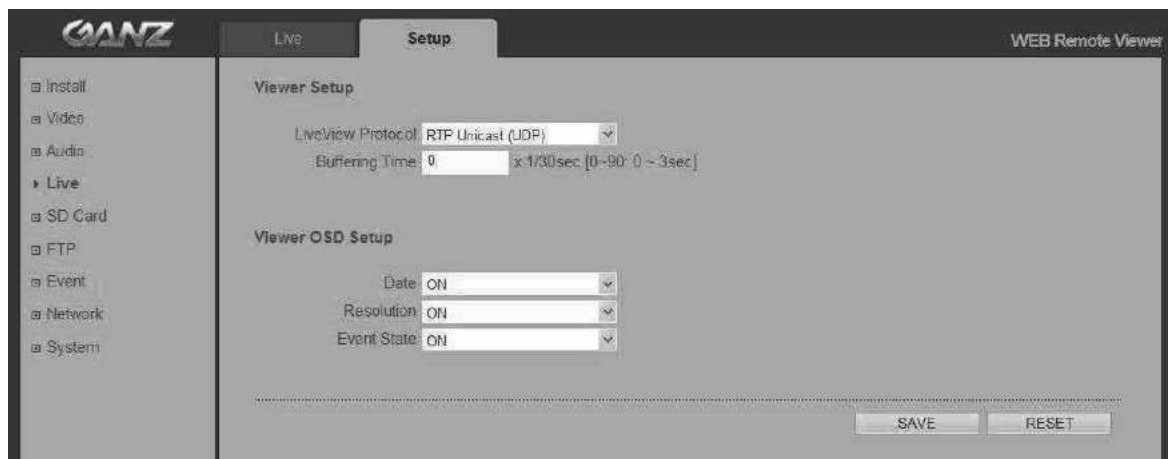 GANZ
Live
Setup
WEB Remote Viewer
Install
Video
Audio
Live
SD Card
FTP
Event
Network
System
Viewer Setup
LiveView Protocol RTP Unicast (UDP)
Buffering Time 0 x 1/30sec [0~90: 0 ~ 3sec]
Viewer OSD Setup
Date ON
Resolution ON
Event State ON
SAVE
RESET